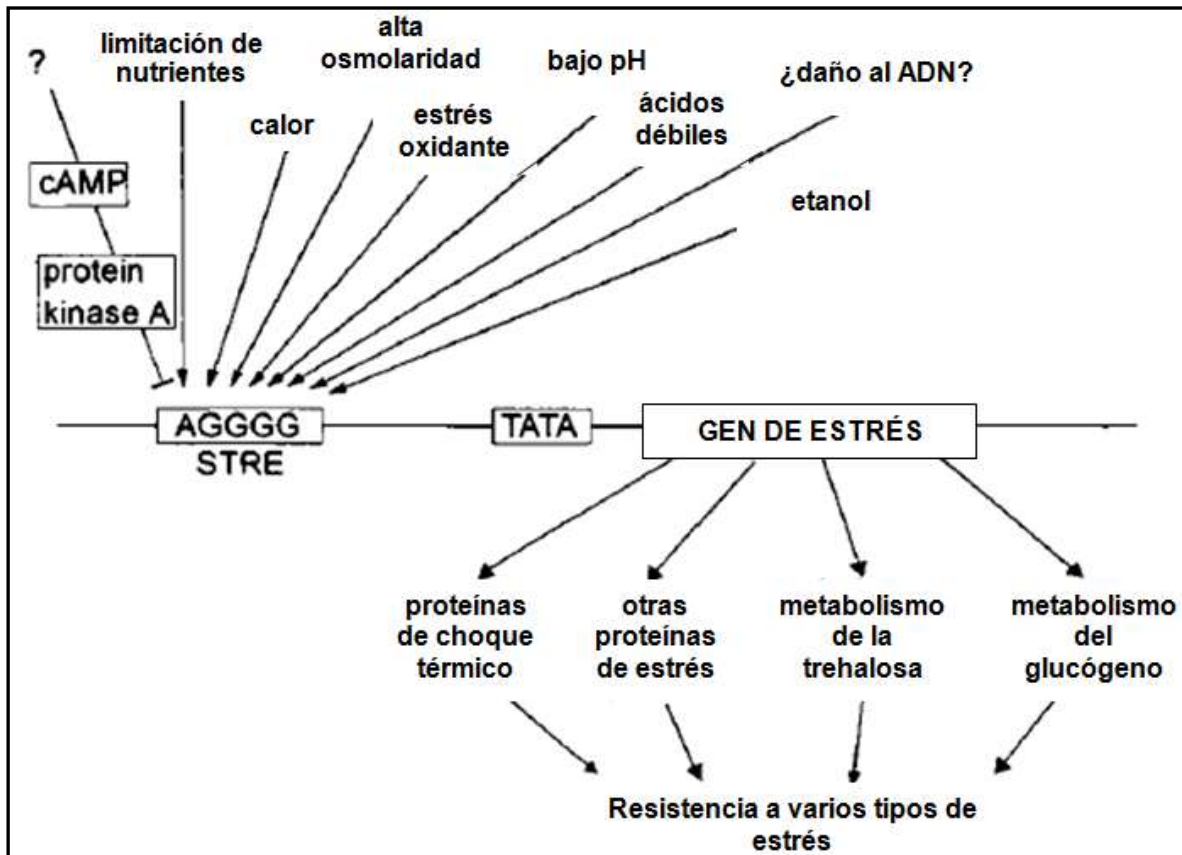 ?
limitación de
nutrientes
alta
osmolaridad
bajo pH
¿daño al ADN?
calor
estrés
oxidante
ácidos
débiles
etanol
cAMP
protein
kinase A
AGGGG
STRE
TATA
GEN DE ESTRÉS
proteínas
de choque
térmico
otras
proteínas
de estrés
metabolismo
de la
trehalosa
metabolismo
del
glucógeno
Resistencia a varios tipos de
estrés